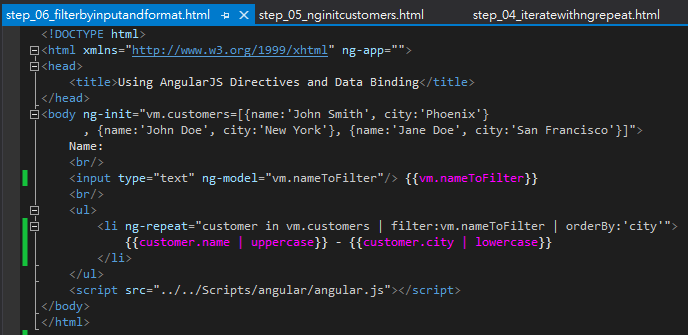 step_06_filterbyinputandformat.html step_05_nginitcustomers.html step_04_iteratewithngrepeat.html
<!DOCTYPE html>
<html xmlns="http://www.w3.org/1999/xhtml" ng-app="">
<head>
    <title>Using AngularJS Directives and Data Binding</title>
</head>
<body ng-init="vm.customers=[{name:'John Smith', city:'Phoenix'}
      , {name:'John Doe', city:'New York'}, {name:'Jane Doe', city:'San Francisco'}]">
    Name:
    <br/>
    <input type="text" ng-model="vm.nameToFilter"/> {{vm.nameToFilter}}
    <br/>
    <ul>
        <li ng-repeat="customer in vm.customers | filter:vm.nameToFilter | orderBy:'city'">
            {{customer.name | uppercase}} - {{customer.city | lowercase}}
        </li>
    </ul>
    <script src="../../Scripts/angular/angular.js"></script>
</body>
</html>